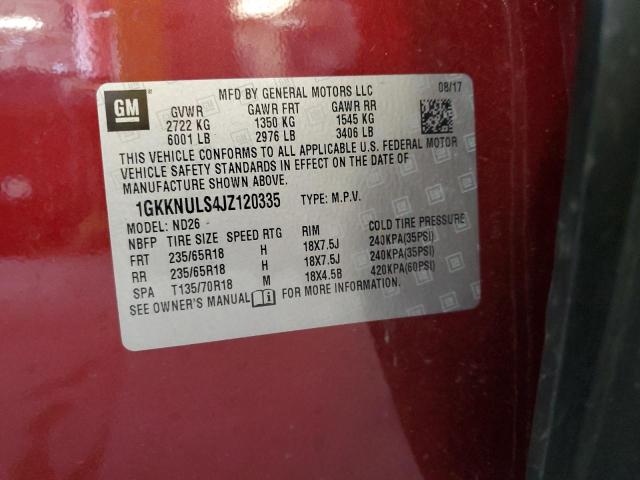 GM
MFD BY GENERAL MOTORS LLC 08/17
GVWR GAWR FRT GAWR RR
2722 KG 1350 KG 1545 KG
6001 LB 2976 LB 3406 LB
THIS VEHICLE CONFORMS TO ALL APPLICABLE U.S. FEDERAL MOTOR
VEHICLE SAFETY STANDARDS IN EFFECT ON THE DATE OF
MANUFACTURE SHOWN ABOVE.
1GKKNULS4JZ120335 TYPE: M.P.V.
MODEL: ND26
NBFP TIRE SIZE SPEED RTG RIM COLD TIRE PRESSURE
FRT 235/65R18 H 18X7.5J 240KPA(35PSI)
RR 235/65R18 H 18X7.5J 240KPA(35PSI)
SPA T135/70R18 M 18X4.5B 420KPA(60PSI)
SEE OWNER'S MANUAL FOR MORE INFORMATION.